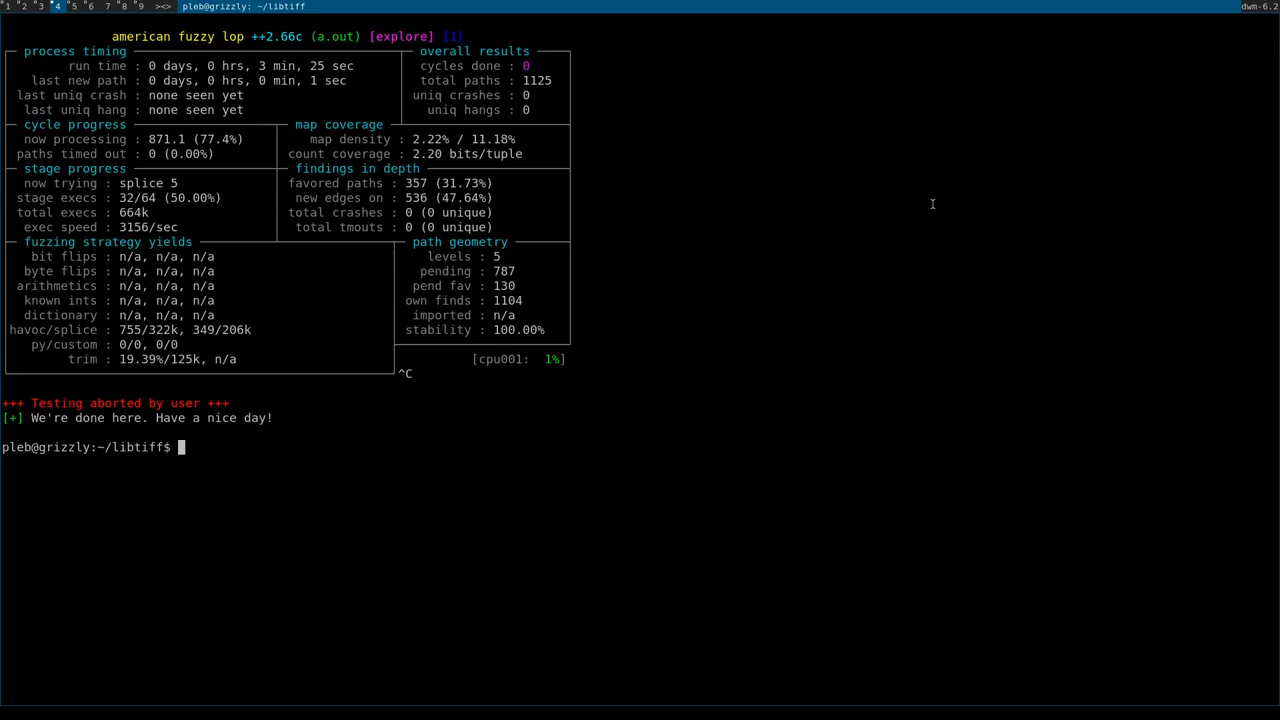 1 2 3 4 5 6 7 8 9 ><> pleb@grizzly: ~/libtiff dwm-6.2
american fuzzy lop ++2.66c (a.out) [explore] {1}
process timing overall results
run time : 0 days, 0 hrs, 3 min, 25 sec cycles done : 0
last new path : 0 days, 0 hrs, 0 min, 1 sec total paths : 1125
last uniq crash : none seen yet uniq crashes : 0
last uniq hang : none seen yet uniq hangs : 0
cycle progress map coverage
now processing : 871.1 (77.4%) map density : 2.22% / 11.18%
paths timed out : 0 (0.00%) count coverage : 2.20 bits/tuple
stage progress findings in depth
now trying : splice 5 favored paths : 357 (31.73%)
stage execs : 32/64 (50.00%) new edges on : 536 (47.64%)
total execs : 664k total crashes : 0 (0 unique)
exec speed : 3156/sec total tmouts : 0 (0 unique)
fuzzing strategy yields path geometry
bit flips : n/a, n/a, n/a levels : 5
byte flips : n/a, n/a, n/a pending : 787
arithmetics : n/a, n/a, n/a pend fav : 130
known ints : n/a, n/a, n/a own finds : 1104
dictionary : n/a, n/a, n/a imported : n/a
havoc/splice : 755/322k, 349/206k stability : 100.00%
py/custom : 0/0, 0/0
trim : 19.39%/125k, n/a [cpu001: 1%]
^C
+++ Testing aborted by user +++
[+] We're done here. Have a nice day!
pleb@grizzly:~/libtiff$